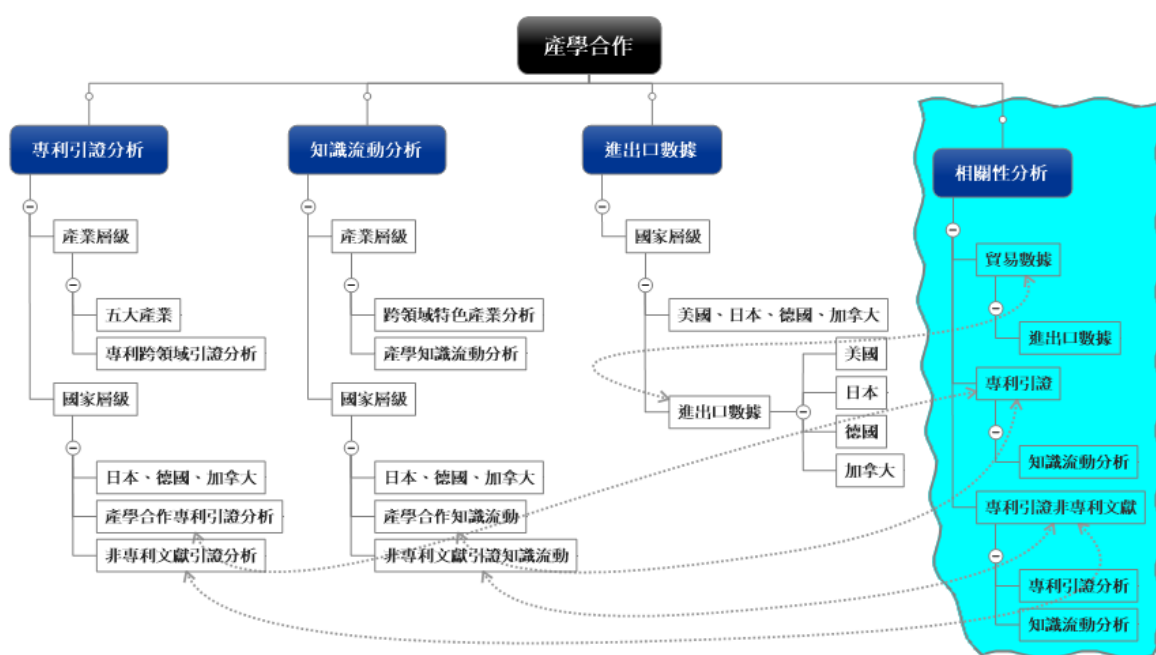 產學合作
專利引證分析
產業層級
五大產業
專利跨領域引證分析
國家層級
日本、德國、加拿大
產學合作專利引證分析
非專利文獻引證分析
知識流動分析
產業層級
跨領域特色產業分析
產學知識流動分析
國家層級
日本、德國、加拿大
產學合作知識流動
非專利文獻引證知識流動
進出口數據
國家層級
美國、日本、德國、加拿大
進出口數據
美國
日本
德國
加拿大
相關性分析
貿易數據
進出口數據
專利引證
知識流動分析
專利引證非專利文獻
專利引證分析
知識流動分析